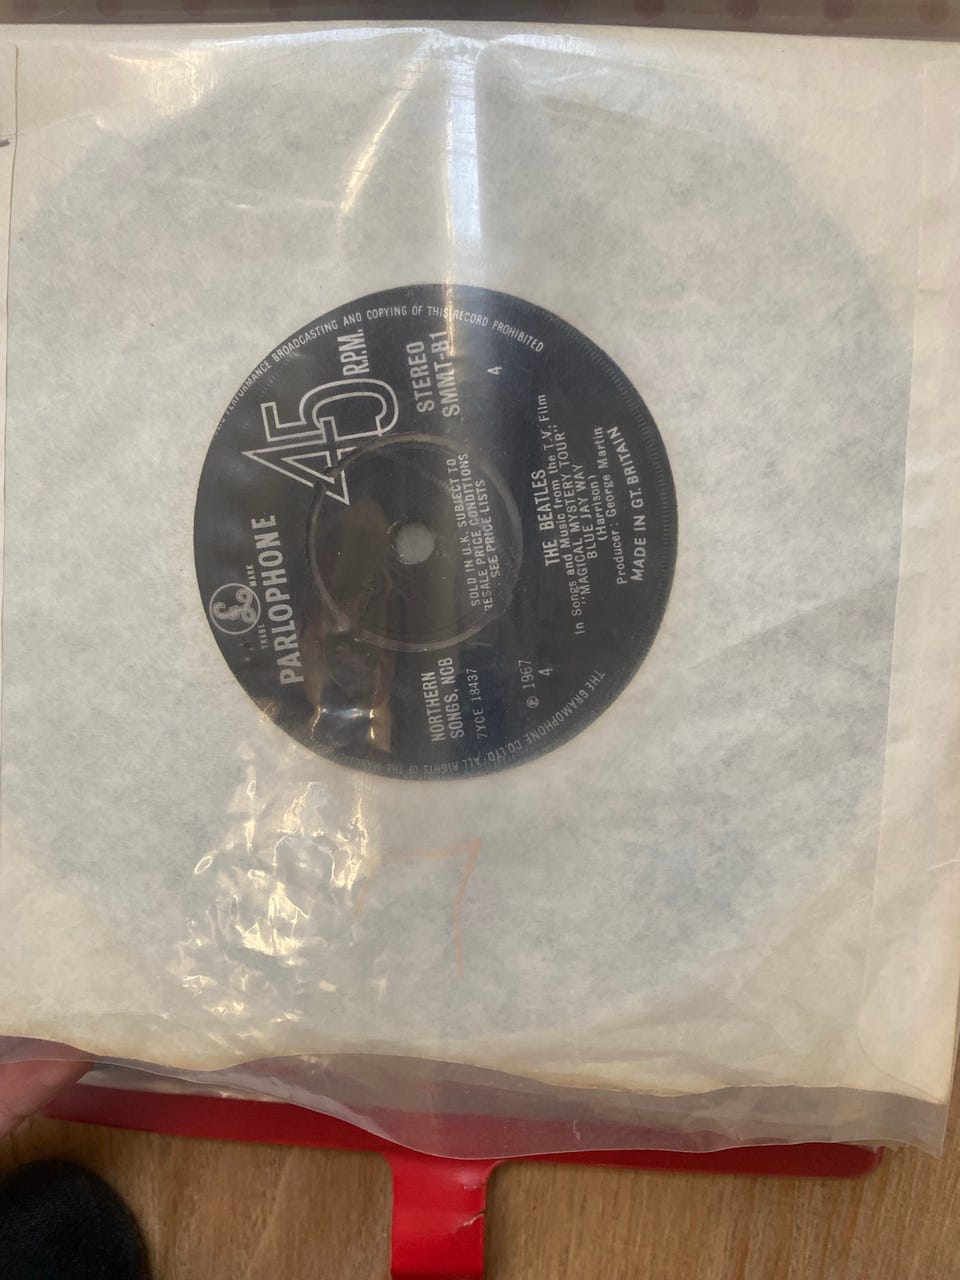 PERFORMANCE BROADCASTING AND COPYING OF THIS RECORD PROHIBITED
TRADE MARK
PARLOPHONE
45 R.P.M.
STEREO
SMMT-B1
4
SOLD IN U.K. SUBJECT TO
RESALE PRICE CONDITIONS,
SEE PRICE LISTS
NORTHERN
SONGS, NCB
7YCE 18437
℗ 1967
4
THE BEATLES
In Songs and Music from the T.V. Film
"MAGICAL MYSTERY TOUR";
BLUE JAY WAY
(Harrison)
Producer: George Martin
MADE IN GT. BRITAIN
THE GRAMOPHONE CO. LTD. ALL RIGHTS OF THE